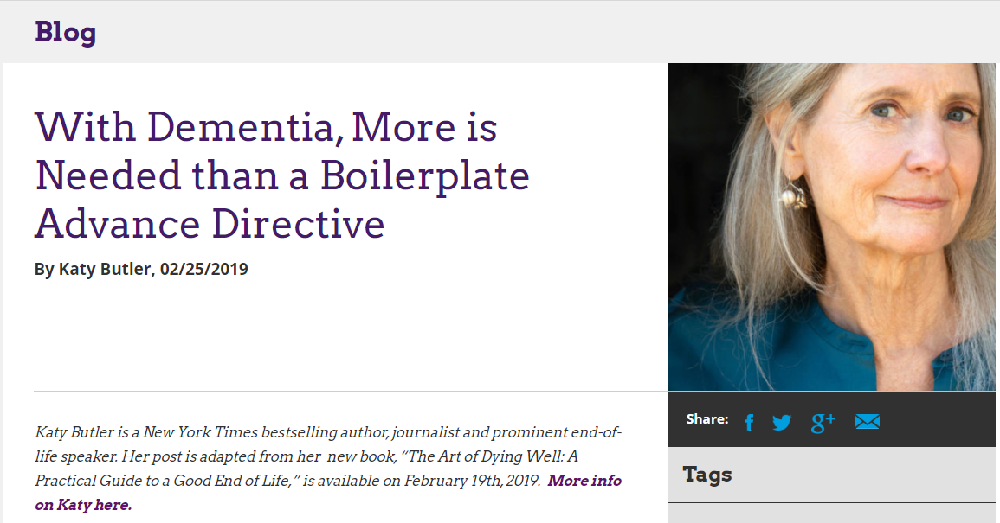 Blog
With Dementia, More is
Needed than a Boilerplate
Advance Directive
By Katy Butler, 02/25/2019
Katy Butler is a New York Times bestselling author, journalist and prominent end-of-
life speaker. Her post is adapted from her new book, “The Art of Dying Well: A
Practical Guide to a Good End of Life,” is available on February 19th, 2019. More info
on Katy here.
Share: f g+
Tags